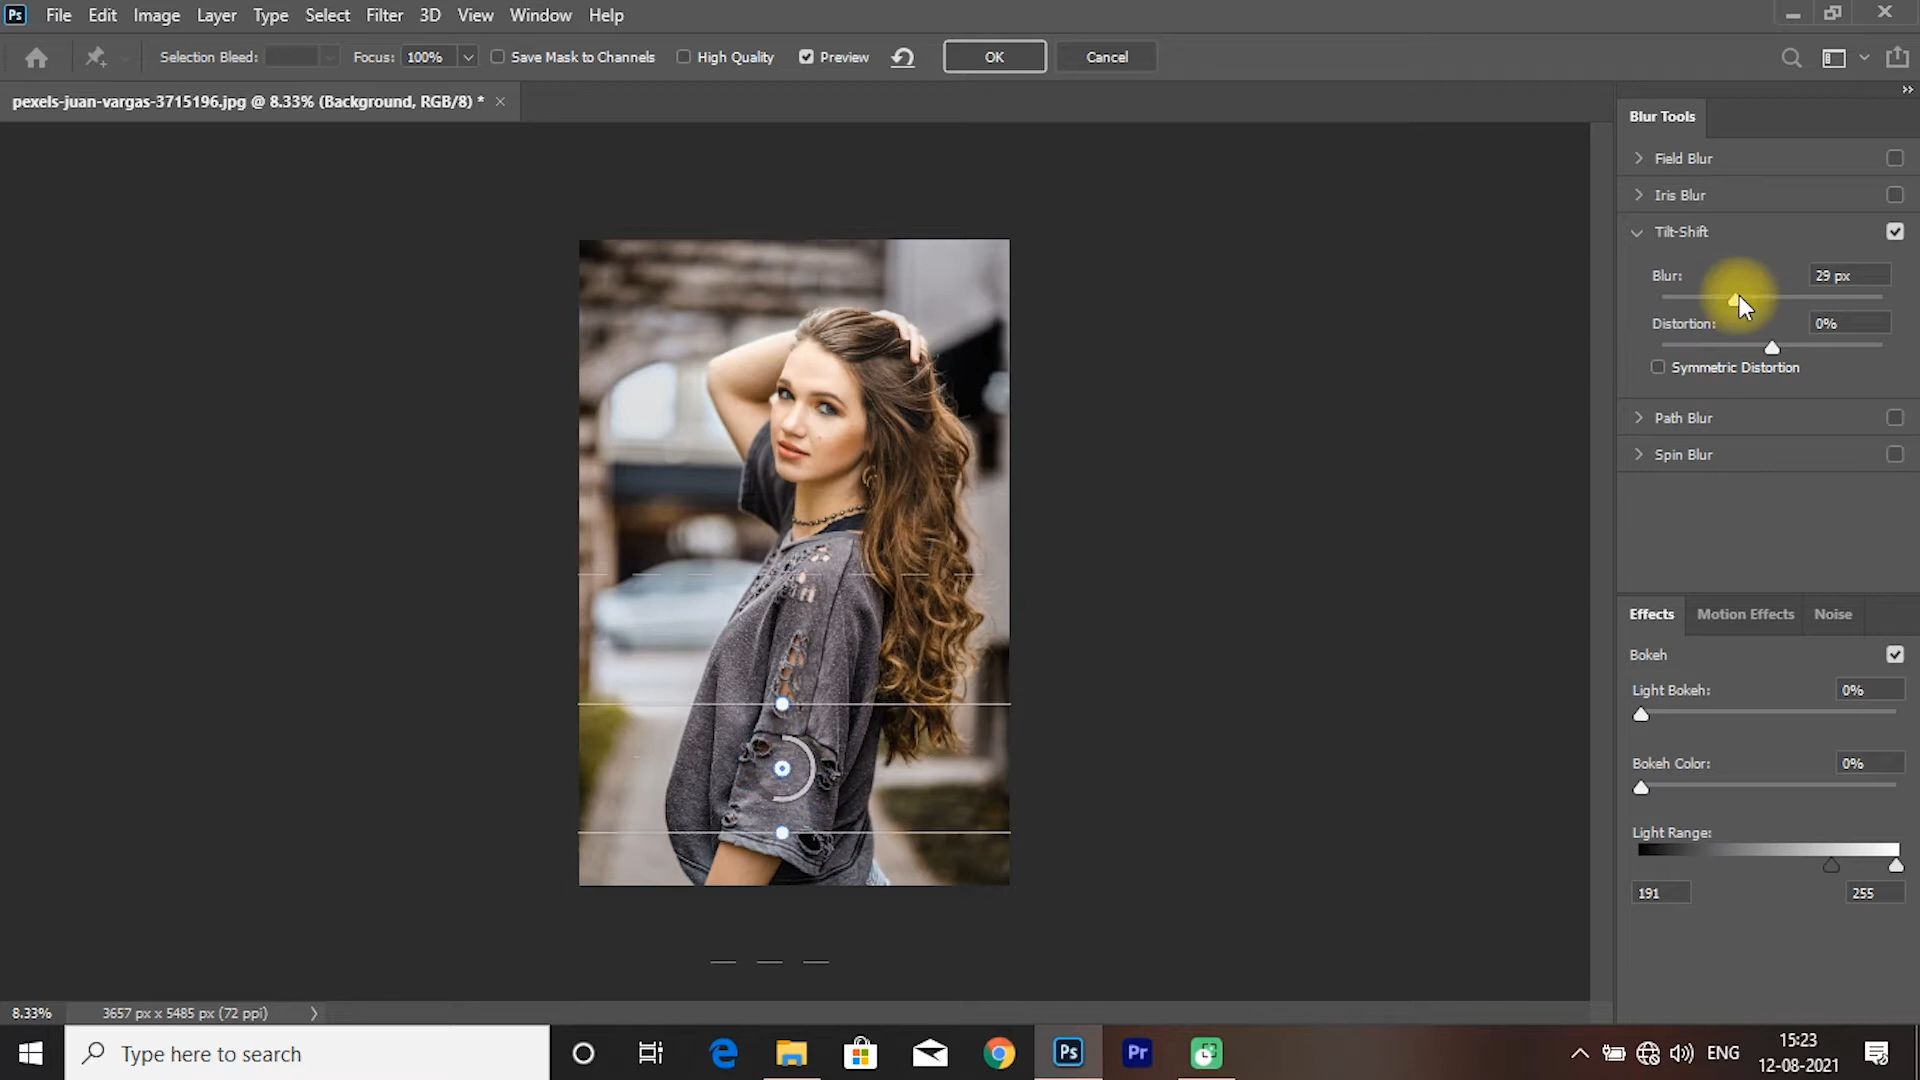 Ps File Edit Image Layer Type Select Filter 3D View Window Help
Selection Bleed: Focus: 100% Save Mask to Channels High Quality Preview OK Cancel
pexels-juan-vargas-3715196.jpg @ 8.33% (Background, RGB/8) * ×
Blur Tools
Field Blur
Iris Blur
Tilt-Shift
Blur: 29 px
Distortion: 0%
Symmetric Distortion
Path Blur
Spin Blur
Effects Motion Effects Noise
Bokeh
Light Bokeh: 0%
Bokeh Color: 0%
Light Range:
191 255
8.33% 3657 px x 5485 px (72 ppi)
Type here to search
Ps Pr ENG 15:23
12-08-2021